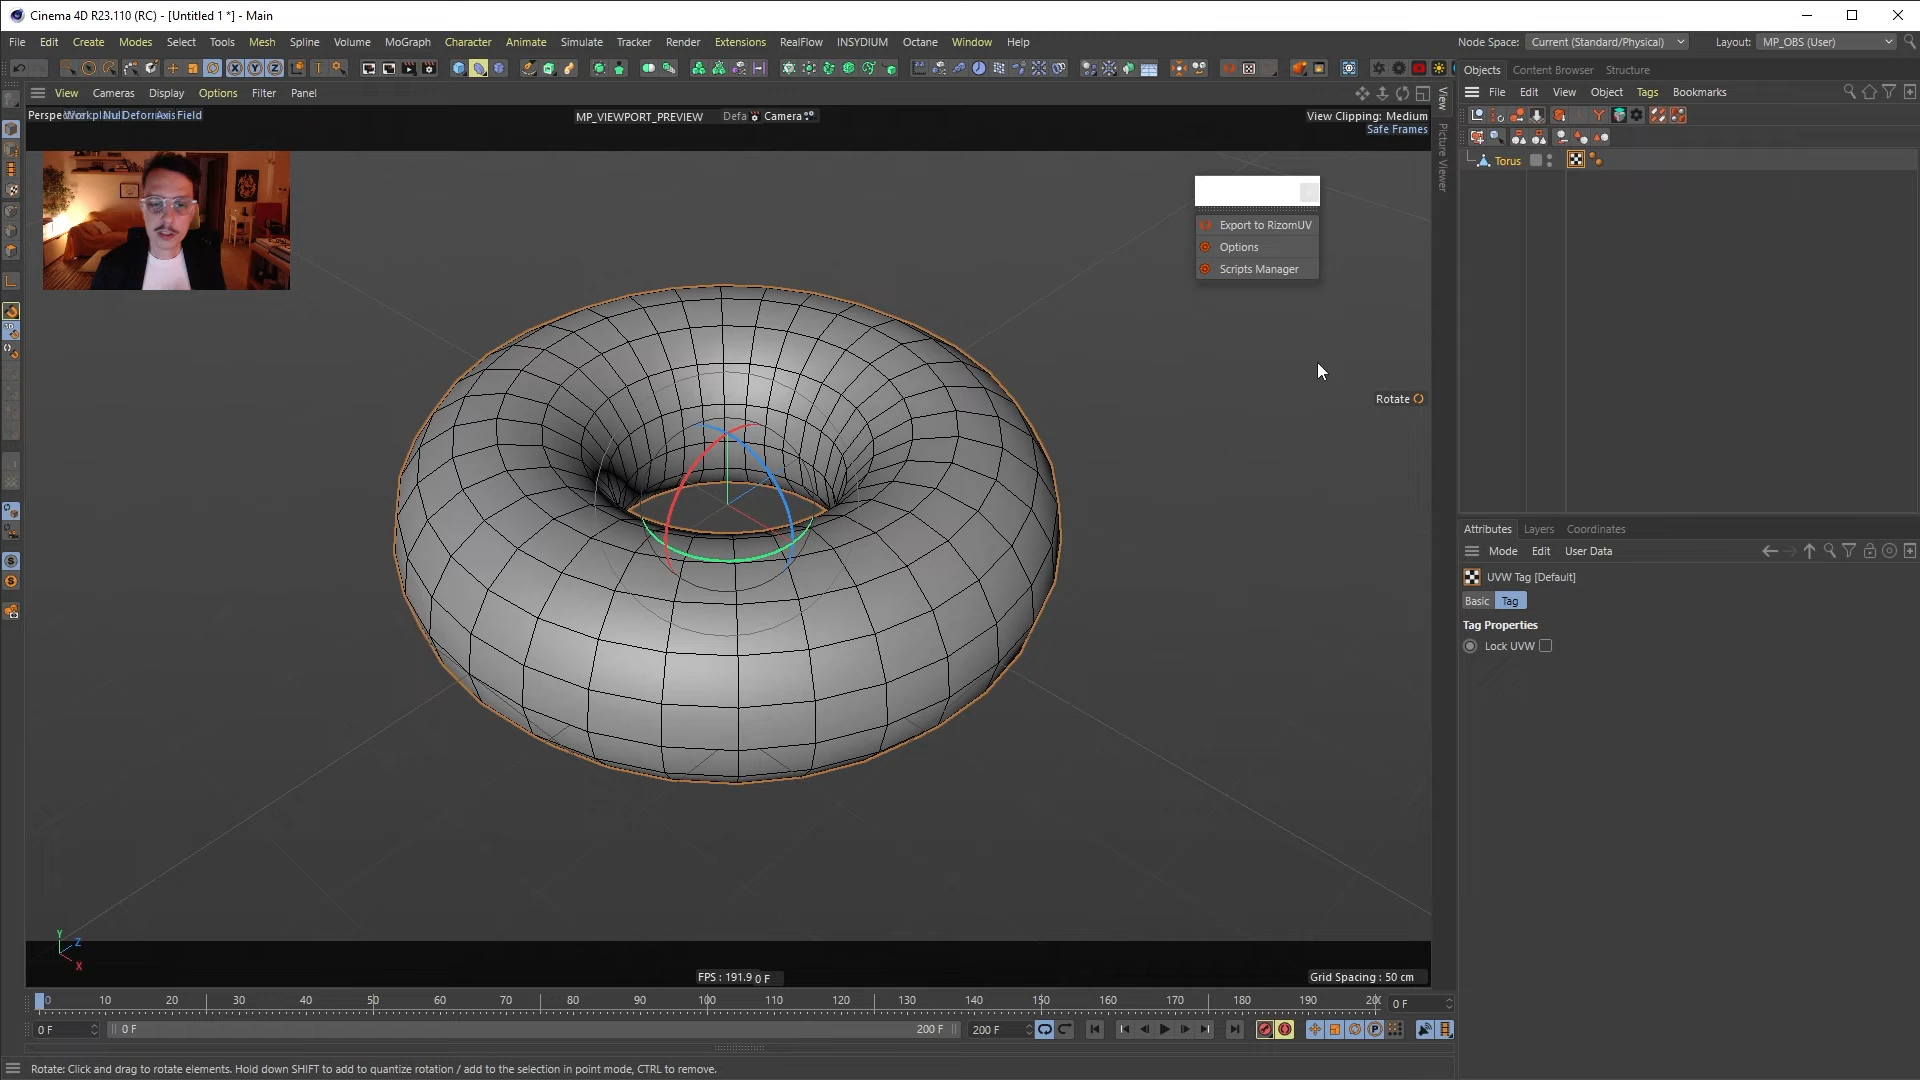 Cinema 4D R23.110 (RC) - [Untitled 1 *] - Main
File Edit Create Modes Select Tools Mesh Spline Volume MoGraph Character Animate Simulate Tracker Render Extensions RealFlow INSYDIUM Octane Window Help
Node Space: Current (Standard/Physical) Layout: MP_OBS (User)
Objects Content Browser Structure
View Cameras Display Options Filter Panel
File Edit View Object Tags Bookmarks
MP_VIEWPORT_PREVIEW Defa Camera
View Clipping: Medium
Safe Frames
View
Picture Viewer
Torus
Export to RizomUV
Options
Scripts Manager
Rotate
Attributes Layers Coordinates
Mode Edit User Data
UVW Tag [Default]
Basic Tag
Tag Properties
Lock UVW
Y
Z
X
FPS : 191.9 0 F
Grid Spacing : 50 cm
0 10 20 30 40 50 60 70 80 90 100 110 120 130 140 150 160 170 180 190 0 F
0 F 0 F 200 F 200 F
Rotate: Click and drag to rotate elements. Hold down SHIFT to add to quantize rotation / add to the selection in point mode, CTRL to remove.